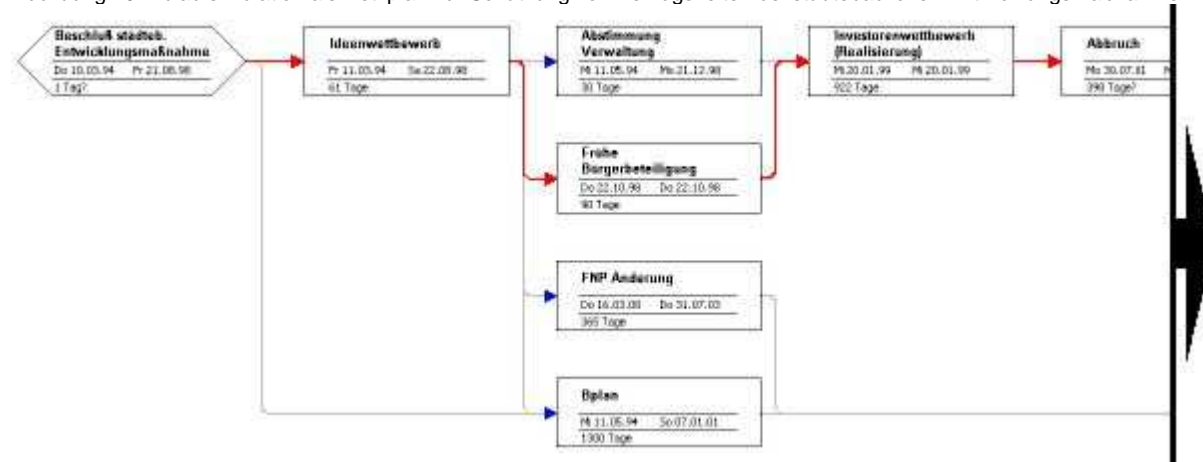 Beschluß städteb.
Entwicklungsmaßnahme
Do 10.03.94 Fr 21.08.98
1 Tag?
Ideenwettbewerb
Fr 11.03.94 Sa 22.08.98
61 Tage
Abstimmung
Verwaltung
Mi 11.05.94 Mo 21.12.98
30 Tage
Investorenwettbewerb
(Realisierung)
Mi 20.01.99 Mi 20.01.99
922 Tage
Abbruch
Mo 30.07.01
390 Tage?
Frühe
Bürgerbeteiligung
Do 22.10.98 Do 22.10.98
90 Tage
FNP Änderung
Do 16.03.00 Do 31.07.03
365 Tage
Bplan
Mi 11.05.94 So 07.01.01
1300 Tage